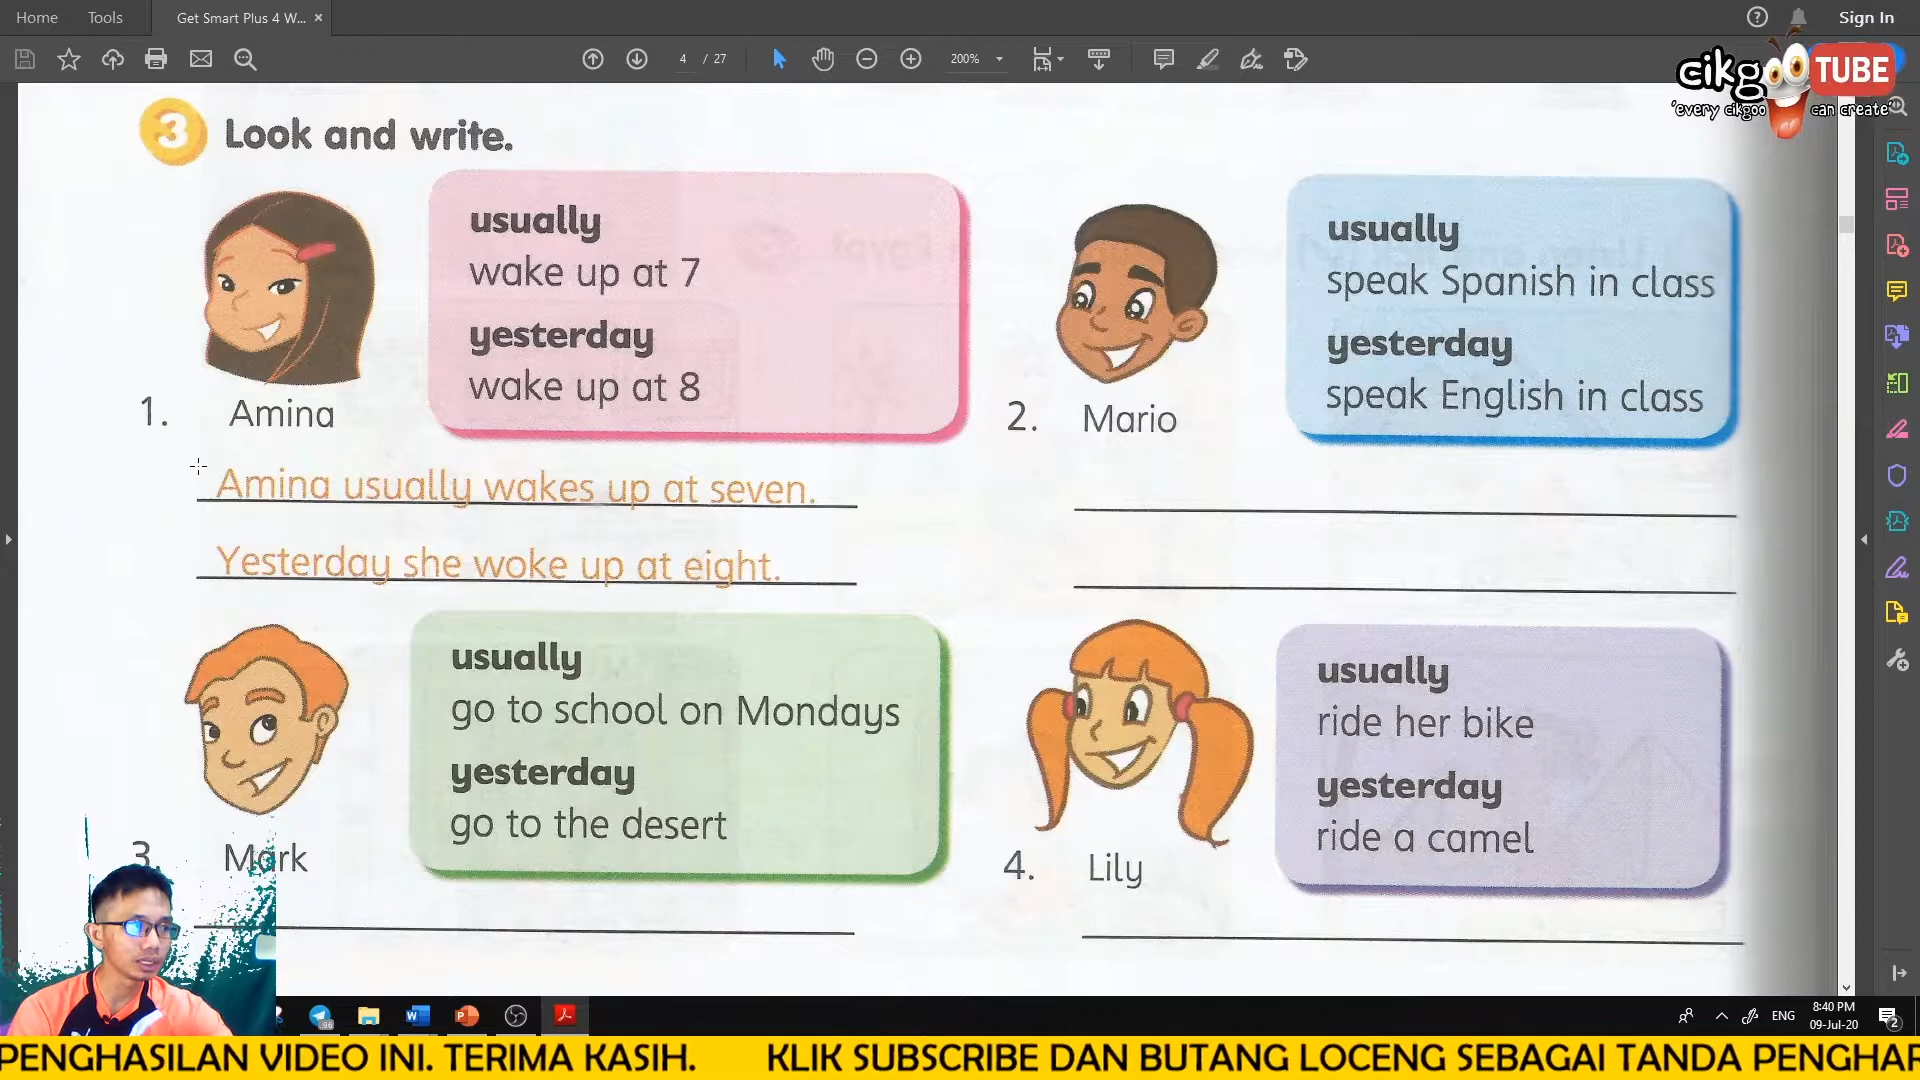 Home Tools Get Smart Plus 4 W... × Sign In
4 / 27 200%
cikgoo TUBE
'every cikgoo can create'
3 Look and write.
usually
wake up at 7
yesterday
wake up at 8
1. Amina
usually
speak Spanish in class
yesterday
speak English in class
2. Mario
Amina usually wakes up at seven.
Yesterday she woke up at eight.
usually
go to school on Mondays
yesterday
go to the desert
3. Mark
usually
ride her bike
yesterday
ride a camel
4. Lily
96
ENG 8:40 PM
09-Jul-20 2
PENGHASILAN VIDEO INI. TERIMA KASIH. KLIK SUBSCRIBE DAN BUTANG LOCENG SEBAGAI TANDA PENGHAR